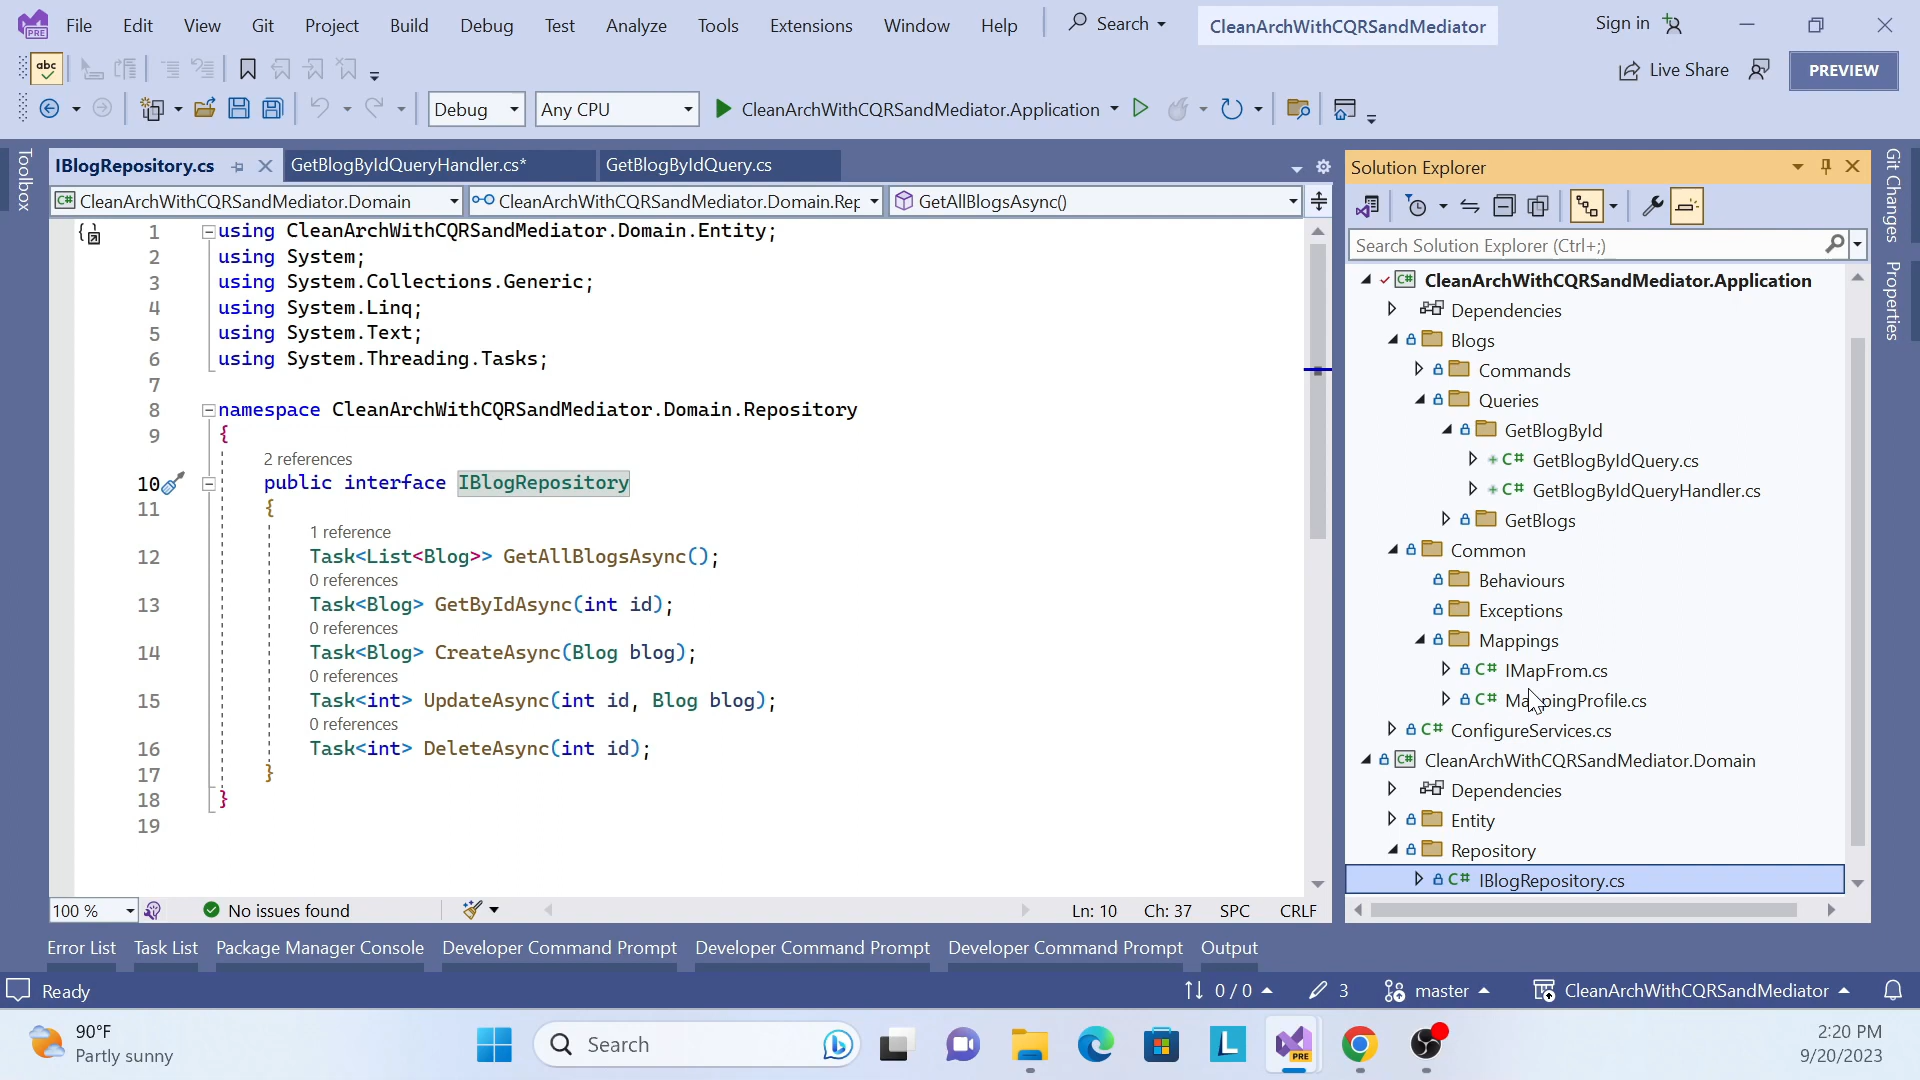 File Edit View Git Project Build Debug Test Analyze Tools Extensions Window Help Search CleanArchWithCQRSandMediator Sign in
Live Share PREVIEW
Debug Any CPU CleanArchWithCQRSandMediator.Application
Toolbox
IBlogRepository.cs GetBlogByIdQueryHandler.cs* GetBlogByIdQuery.cs
CleanArchWithCQRSandMediator.Domain CleanArchWithCQRSandMediator.Domain.Rep GetAllBlogsAsync()
1 using CleanArchWithCQRSandMediator.Domain.Entity;
2 using System;
3 using System.Collections.Generic;
4 using System.Linq;
5 using System.Text;
6 using System.Threading.Tasks;
7
8 namespace CleanArchWithCQRSandMediator.Domain.Repository
9 {
2 references
10 public interface IBlogRepository
11 {
1 reference
12 Task<List<Blog>> GetAllBlogsAsync();
0 references
13 Task<Blog> GetByIdAsync(int id);
0 references
14 Task<Blog> CreateAsync(Blog blog);
0 references
15 Task<int> UpdateAsync(int id, Blog blog);
0 references
16 Task<int> DeleteAsync(int id);
17 }
18 }
19
100 % No issues found Ln: 10 Ch: 37 SPC CRLF
Solution Explorer
Search Solution Explorer (Ctrl+;)
CleanArchWithCQRSandMediator.Application
Dependencies
Blogs
Commands
Queries
GetBlogById
GetBlogByIdQuery.cs
GetBlogByIdQueryHandler.cs
GetBlogs
Common
Behaviours
Exceptions
Mappings
IMapFrom.cs
MappingProfile.cs
ConfigureServices.cs
CleanArchWithCQRSandMediator.Domain
Dependencies
Entity
Repository
IBlogRepository.cs
Git Changes
Properties
Error List Task List Package Manager Console Developer Command Prompt Developer Command Prompt Developer Command Prompt Output
Ready 0 / 0 3 master CleanArchWithCQRSandMediator
90°F
Partly sunny
Search
2:20 PM
9/20/2023